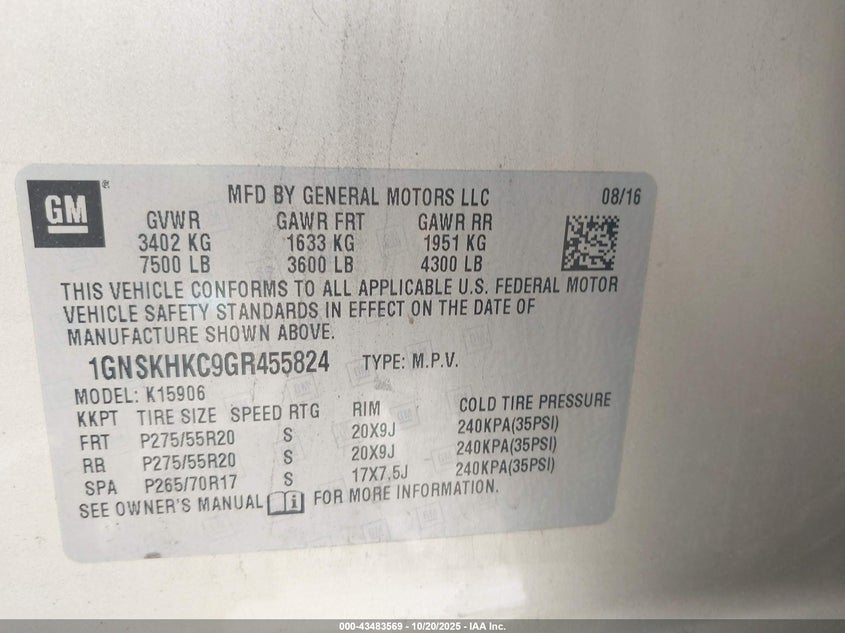 GM
MFD BY GENERAL MOTORS LLC 08/16
GVWR GAWR FRT GAWR RR
3402 KG 1633 KG 1951 KG
7500 LB 3600 LB 4300 LB
THIS VEHICLE CONFORMS TO ALL APPLICABLE U.S. FEDERAL MOTOR
VEHICLE SAFETY STANDARDS IN EFFECT ON THE DATE OF
MANUFACTURE SHOWN ABOVE.
1GNSKHKC9GR455824 TYPE: M.P.V.
MODEL: K15906
KKPT TIRE SIZE SPEED RTG RIM COLD TIRE PRESSURE
FRT P275/55R20 S 20X9J 240KPA(35PSI)
RB P275/55R20 S 20X9J 240KPA(35PSI)
SPA P265/70R17 S 17X7.5J 240KPA(35PSI)
SEE OWNER'S MANUAL FOR MORE INFORMATION.
000-43483569 | 10/20/2025 - IAA Inc.